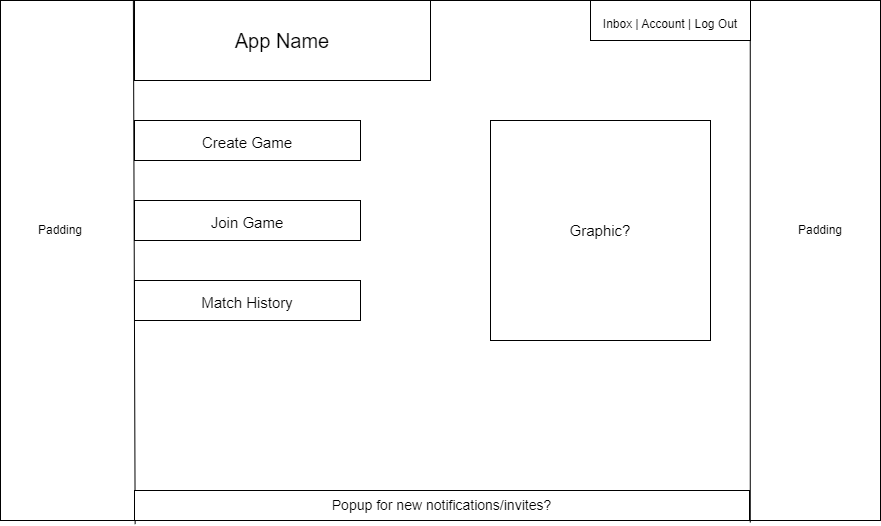 App Name
Inbox | Account | Log Out
Create Game
Join Game
Padding
Graphic?
Padding
Match History
Popup for new notifications/invites?